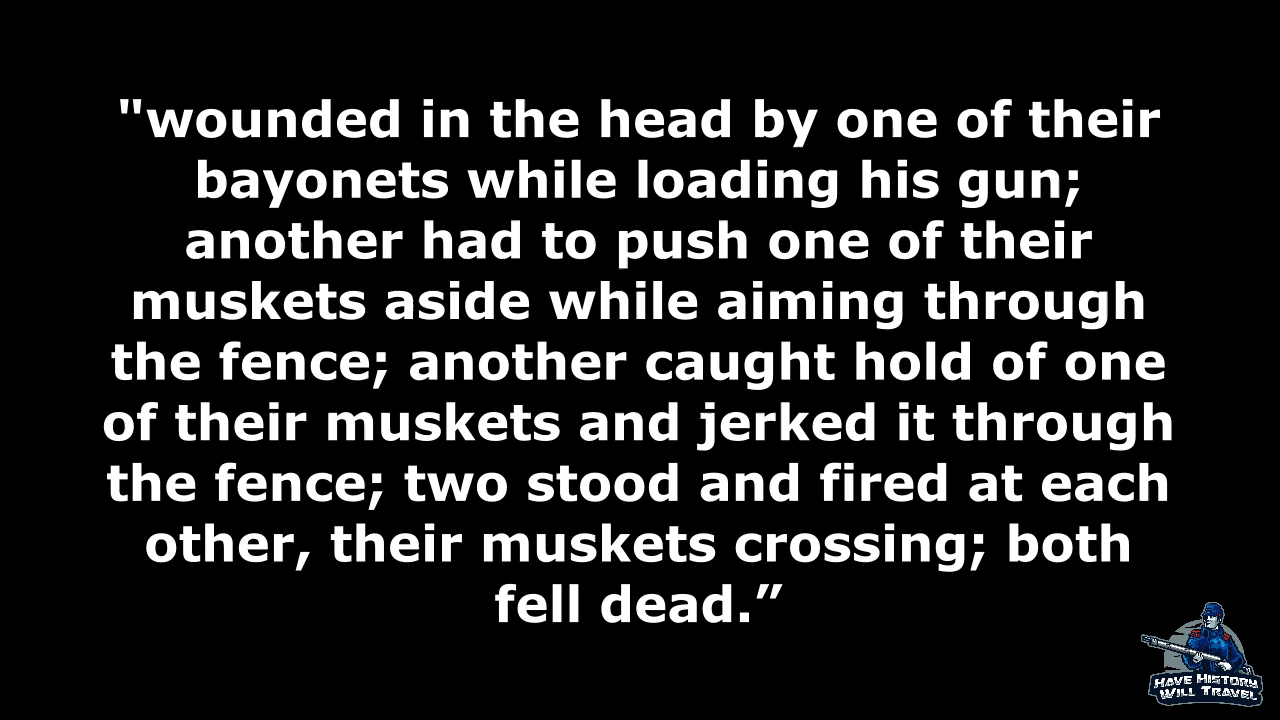 "wounded in the head by one of their
bayonets while loading his gun;
another had to push one of their
muskets aside while aiming through
the fence; another caught hold of one
of their muskets and jerked it through
the fence; two stood and fired at each
other, their muskets crossing; both
fell dead.”
HAVE HISTORY
WILL TRAVEL